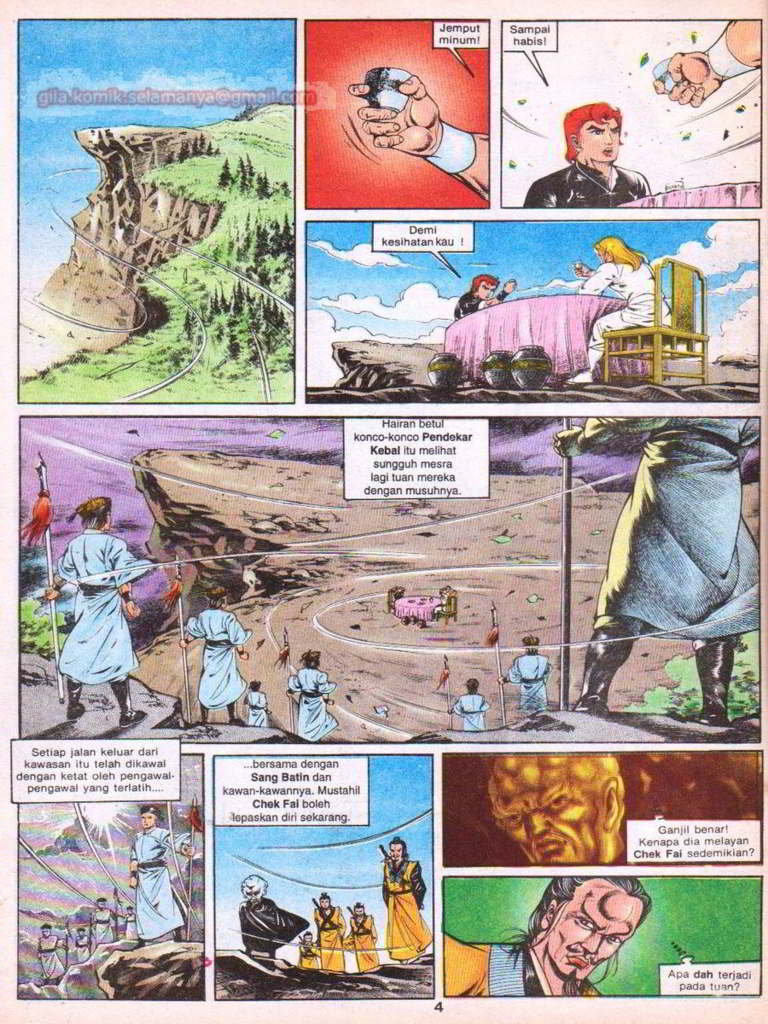 gila.komik.selamanya@gmail.com
Jemput
minum!
Sampai
habis!
Demi
kesihatan kau !
Hairan betul
konco-konco Pendekar
Kebal itu melihat
sungguh mesra
lagi tuan mereka
dengan musuhnya.
Setiap jalan keluar dari
kawasan itu telah dikawal
dengan ketat oleh pengawal-
pengawal yang terlatih....
...bersama dengan
Sang Batin dan
kawan-kawannya. Mustahil
Chek Fai boleh
lepaskan diri sekarang.
Ganjil benar!
Kenapa dia melayan
Chek Fai sedemikian?
Apa dah terjadi
pada tuan?
4